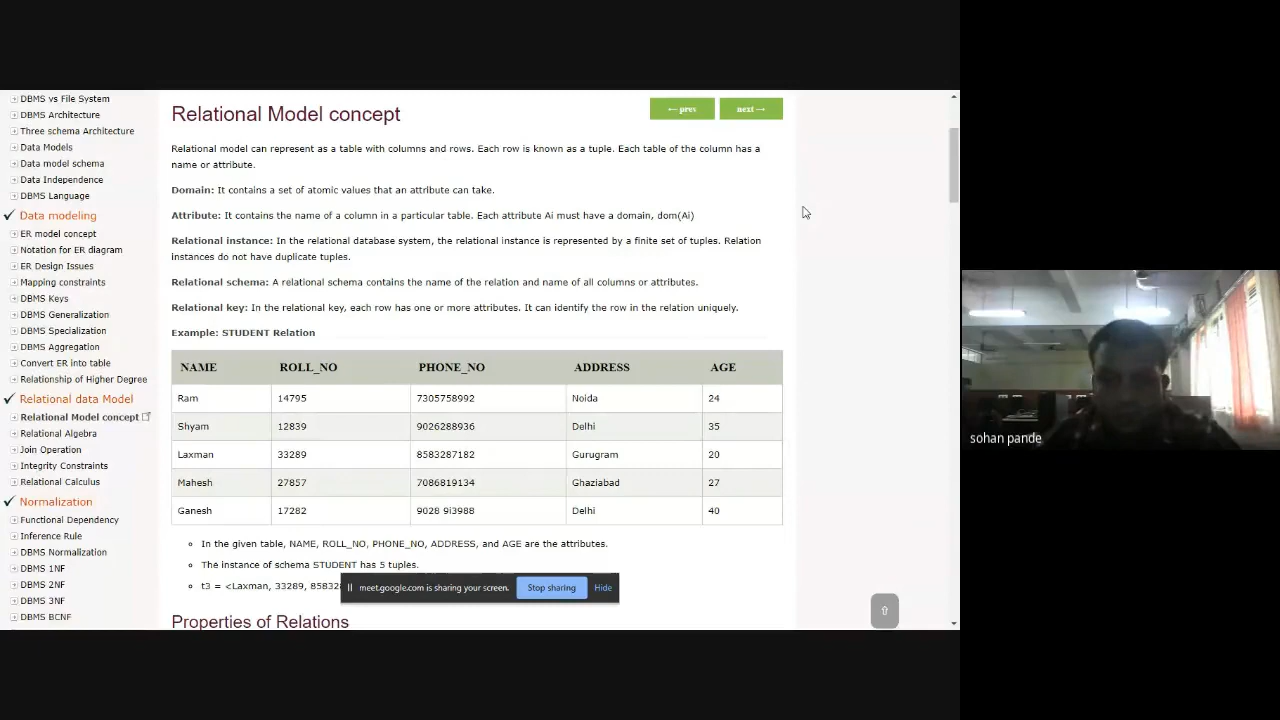 DBMS vs File System
DBMS Architecture
Three schema Architecture
Data Models
Data model schema
Data Independence
DBMS Language
Data modeling
ER model concept
Notation for ER diagram
ER Design Issues
Mapping constraints
DBMS Keys
DBMS Generalization
DBMS Specialization
DBMS Aggregation
Convert ER into table
Relationship of Higher Degree
Relational data Model
Relational Model concept
Relational Algebra
Join Operation
Integrity Constraints
Relational Calculus
Normalization
Functional Dependency
Inference Rule
DBMS Normalization
DBMS 1NF
DBMS 2NF
DBMS 3NF
DBMS BCNF
Relational Model concept
← prev next →
Relational model can represent as a table with columns and rows. Each row is known as a tuple. Each table of the column has a
name or attribute.
Domain: It contains a set of atomic values that an attribute can take.
Attribute: It contains the name of a column in a particular table. Each attribute Ai must have a domain, dom(Ai)
Relational instance: In the relational database system, the relational instance is represented by a finite set of tuples. Relation
instances do not have duplicate tuples.
Relational schema: A relational schema contains the name of the relation and name of all columns or attributes.
Relational key: In the relational key, each row has one or more attributes. It can identify the row in the relation uniquely.
Example: STUDENT Relation
NAME ROLL_NO PHONE_NO ADDRESS AGE
Ram 14795 7305758992 Noida 24
Shyam 12839 9026288936 Delhi 35
Laxman 33289 8583287182 Gurugram 20
Mahesh 27857 7086819134 Ghaziabad 27
Ganesh 17282 9028 9i3988 Delhi 40
In the given table, NAME, ROLL_NO, PHONE_NO, ADDRESS, and AGE are the attributes.
The instance of schema STUDENT has 5 tuples.
t3 = <Laxman, 33289, 85832
meet.google.com is sharing your screen. Stop sharing Hide
Properties of Relations
sohan pande